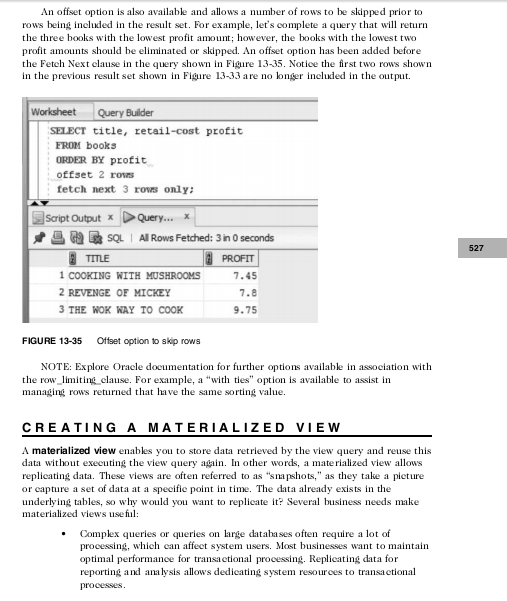 An offset option is also available and allows a number of rows to be skipped prior to
rows being included in the result set. For example, let's complete a query that will return
the three books with the lowest profit amount; however, the books with the lowest two
profit amounts should be eliminated or skipped. An offset option has been added before
the Fetch Next clause in the query shown in Figure 13-35. Notice the first two rows shown
in the previous result set shown in Figure 13-33 are no longer included in the output.
Worksheet Query Builder
SELECT title, retail-cost profit
FROM books
ORDER BY profit
offset 2 rows
fetch next 3 rows only;
Script Output x Query... x
SQL | All Rows Fetched: 3 in 0 seconds
TITLE PROFIT
1 COOKING WITH MUSHROOMS 7.45
2 REVENGE OF MICKEY 7.8
3 THE WOK WAY TO COOK 9.75
527
FIGURE 13-35 Offset option to skip rows
NOTE: Explore Oracle documentation for further options available in association with
the row_limiting_clause. For example, a "with ties" option is available to assist in
managing rows returned that have the same sorting value.
CREATING A MATERIALIZED VIEW
A materialized view enables you to store data retrieved by the view query and reuse this
data without executing the view query again. In other words, a materialized view allows
replicating data. These views are often referred to as "snapshots," as they take a picture
or capture a set of data at a specific point in time. The data already exists in the
underlying tables, so why would you want to replicate it? Several business needs make
materialized views useful:
• Complex queries or queries on large databases often require a lot of
processing, which can affect system users. Most businesses want to maintain
optimal performance for transactional processing. Replicating data for
reporting and analysis allows dedicating system resources to transactional
processes.